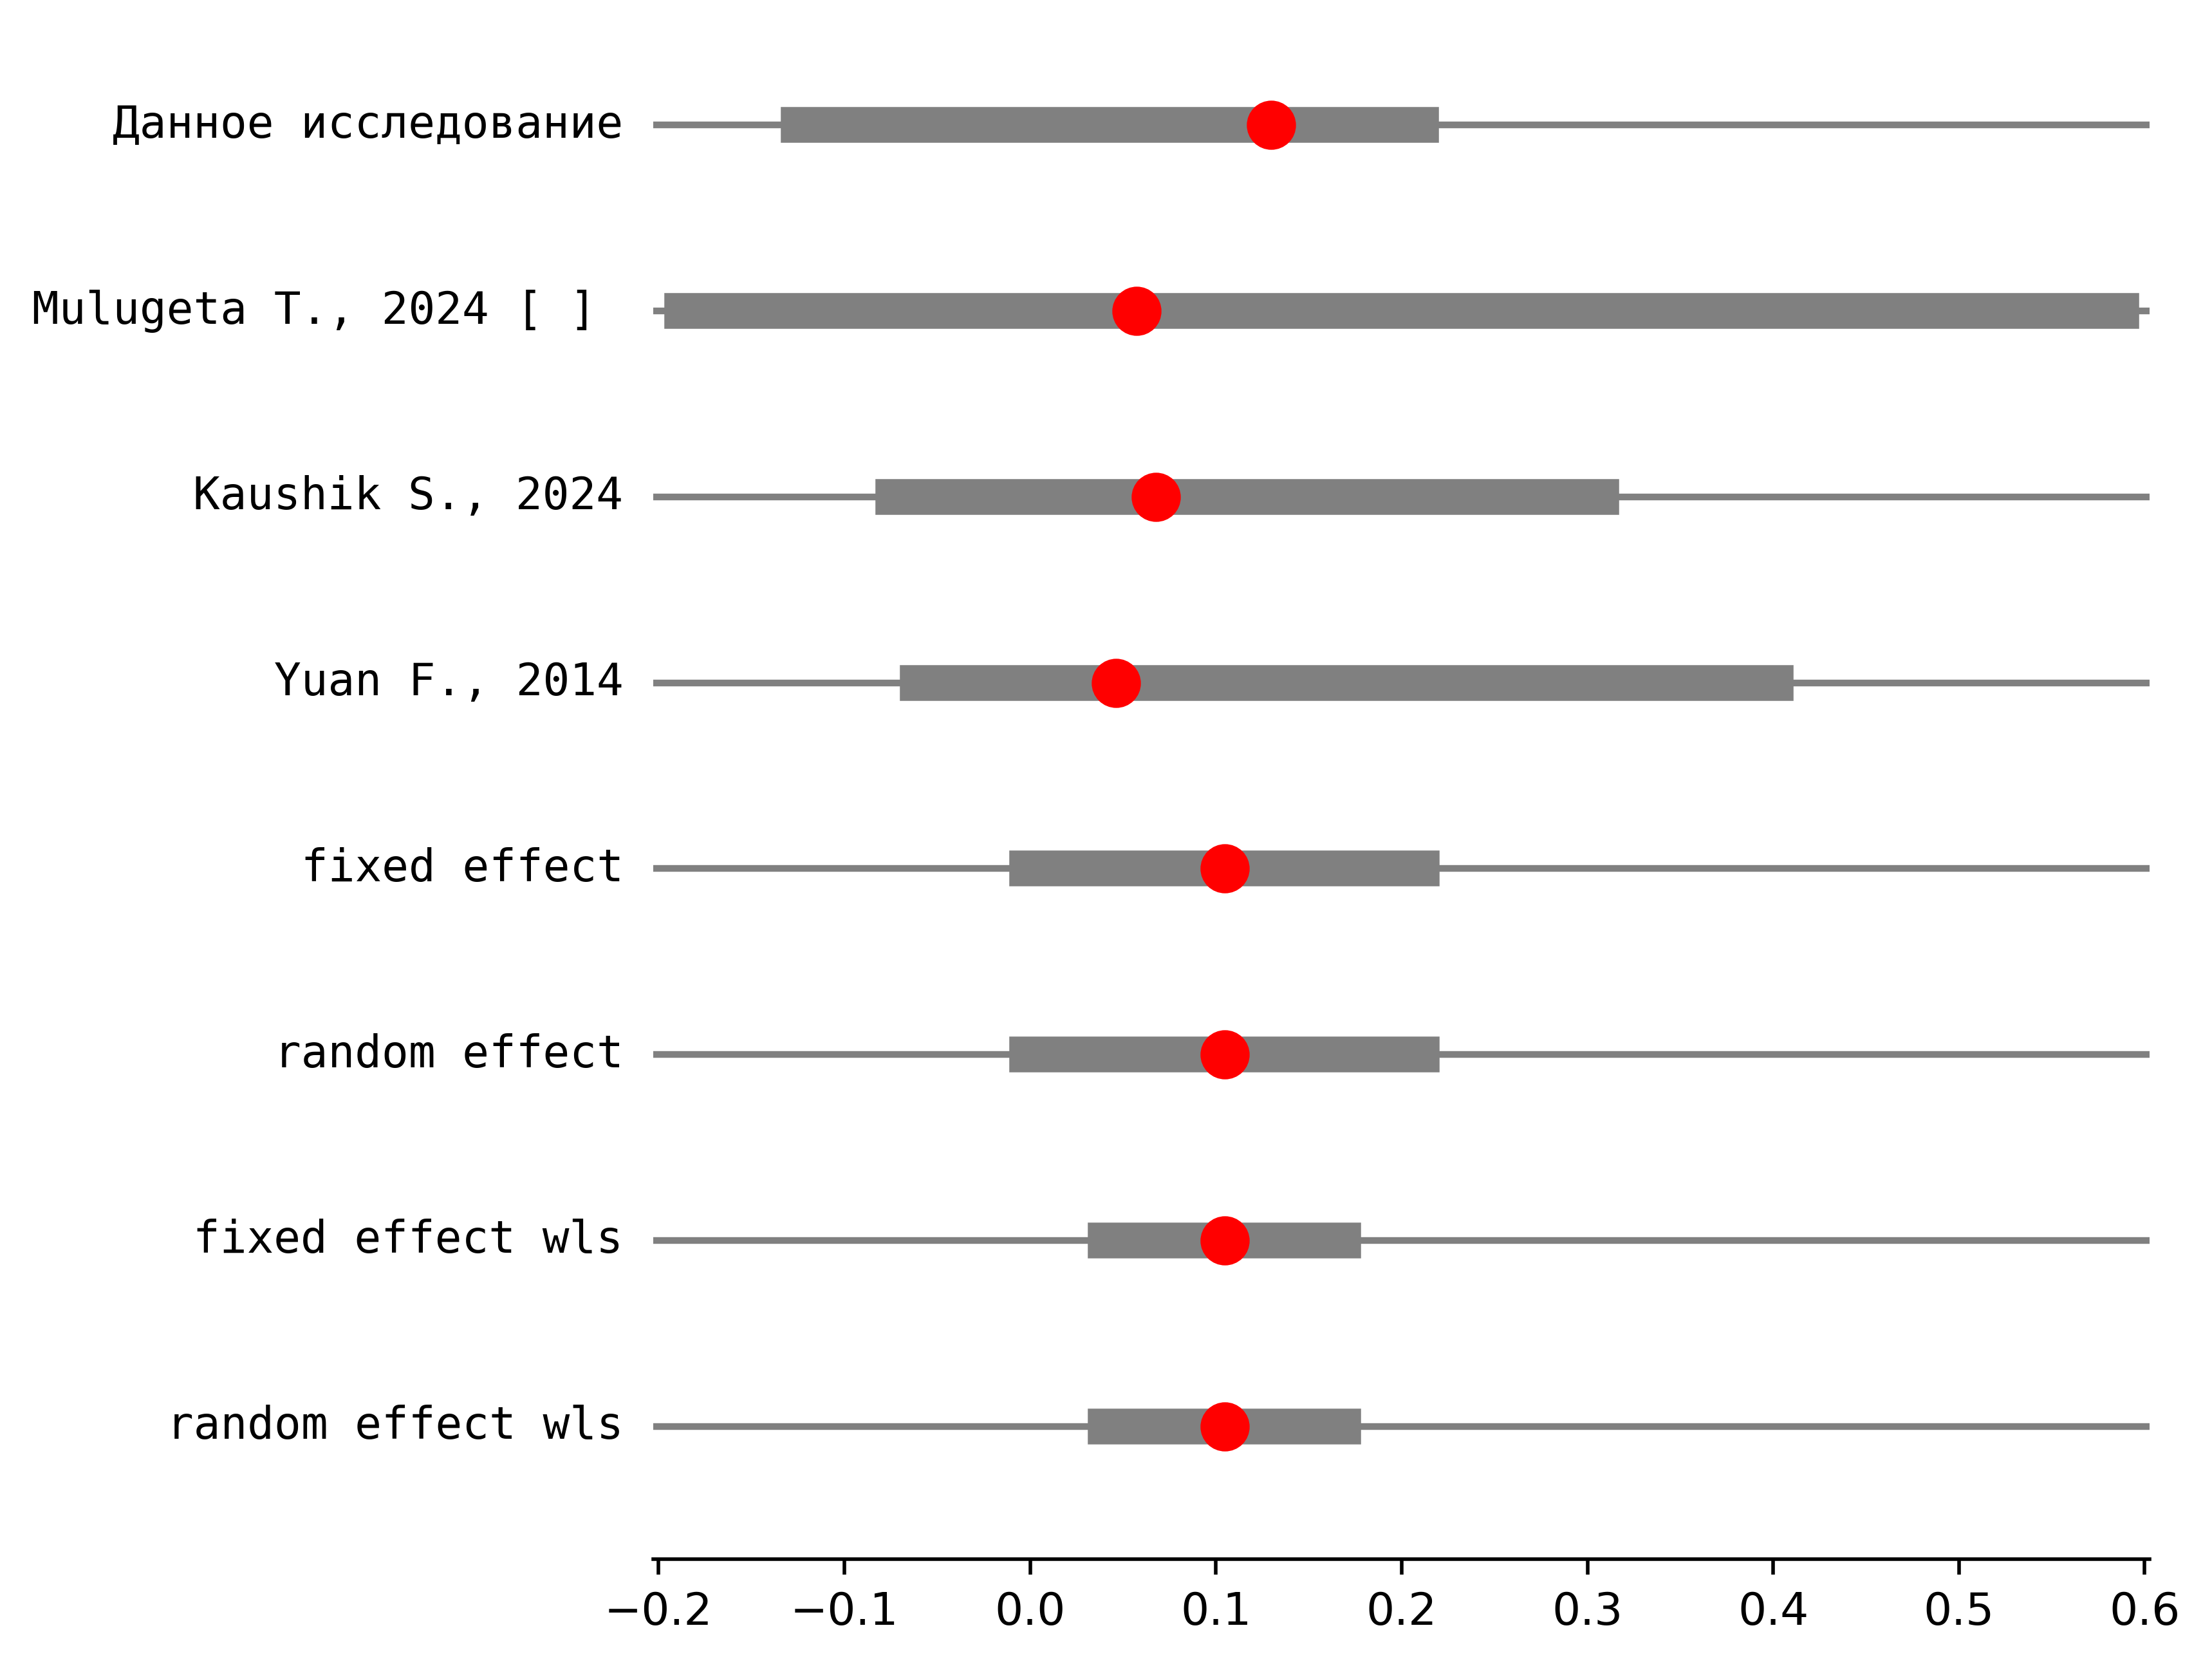 Данное исследование
Mulugeta T., 2024 [ ]
Kaushik S., 2024
Yuan F., 2014
fixed effect
random effect
fixed effect wls
random effect wls
−0.2 −0.1 0.0 0.1 0.2 0.3 0.4 0.5 0.6